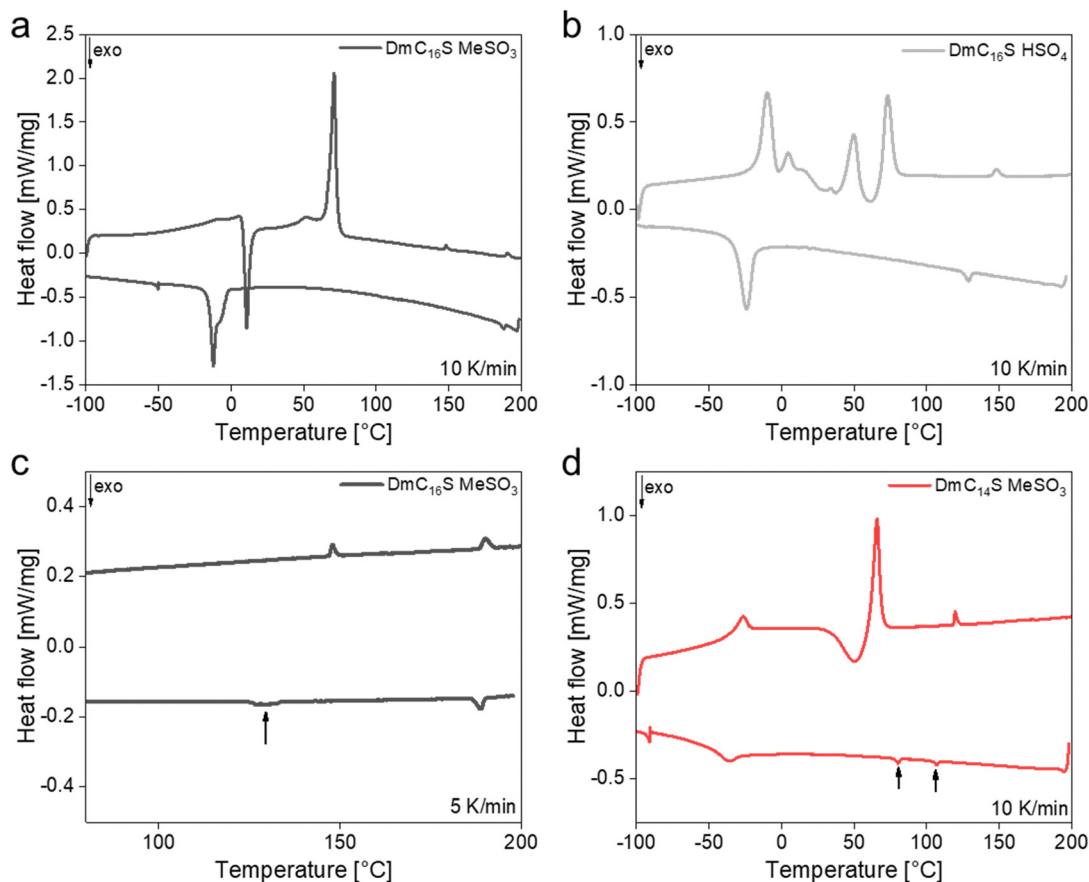 a
exo
DmC₁₆S MeSO₃
2.5
2.0
1.5
1.0
0.5
0.0
-0.5
-1.0
-1.5
Heat flow [mW/mg]
10 K/min
-100 -50 0 50 100 150 200
Temperature [°C]
b
exo
DmC₁₆S HSO₄
1.0
0.5
0.0
-0.5
-1.0
Heat flow [mW/mg]
10 K/min
-100 -50 0 50 100 150 200
Temperature [°C]
c
exo
DmC₁₆S MeSO₃
0.4
0.2
0.0
-0.2
-0.4
Heat flow [mW/mg]
5 K/min
100 150 200
Temperature [°C]
d
exo
DmC₁₄S MeSO₃
1.0
0.5
0.0
-0.5
Heat flow [mW/mg]
10 K/min
-100 -50 0 50 100 150 200
Temperature [°C]